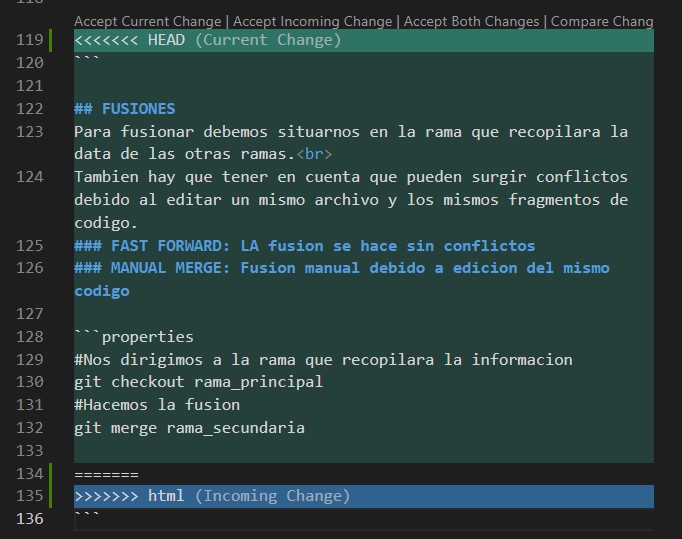 Accept Current Change | Accept Incoming Change | Accept Both Changes | Compare Chang
119 <<<<<<< HEAD (Current Change)
120 ```
121
122 ## FUSIONES
123 Para fusionar debemos situarnos en la rama que recopilara la
data de las otras ramas.<br>
124 Tambien hay que tener en cuenta que pueden surgir conflictos
debido al editar un mismo archivo y los mismos fragmentos de
codigo.
125 ### FAST FORWARD: LA fusion se hace sin conflictos
126 ### MANUAL MERGE: Fusion manual debido a edicion del mismo
codigo
127
128 ```properties
129 #Nos dirigimos a la rama que recopilara la informacion
130 git checkout rama_principal
131 #Hacemos la fusion
132 git merge rama_secundaria
133
134 =======
135 >>>>>>> html (Incoming Change)
136 ```